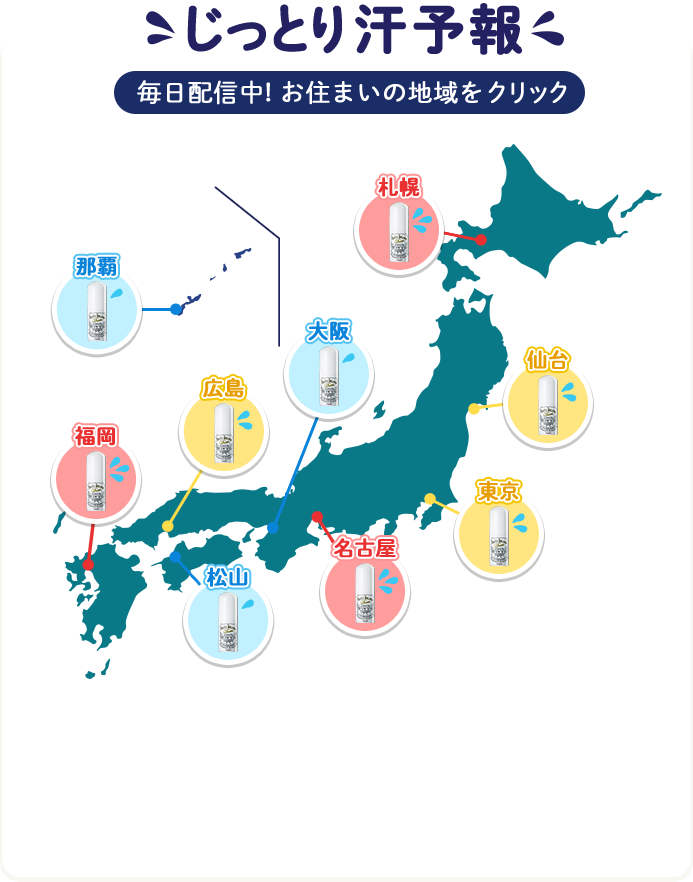 じっとり汗予報
毎日配信中! お住まいの地域をクリック
札幌
那覇
大阪
仙台
広島
福岡
東京
名古屋
松山